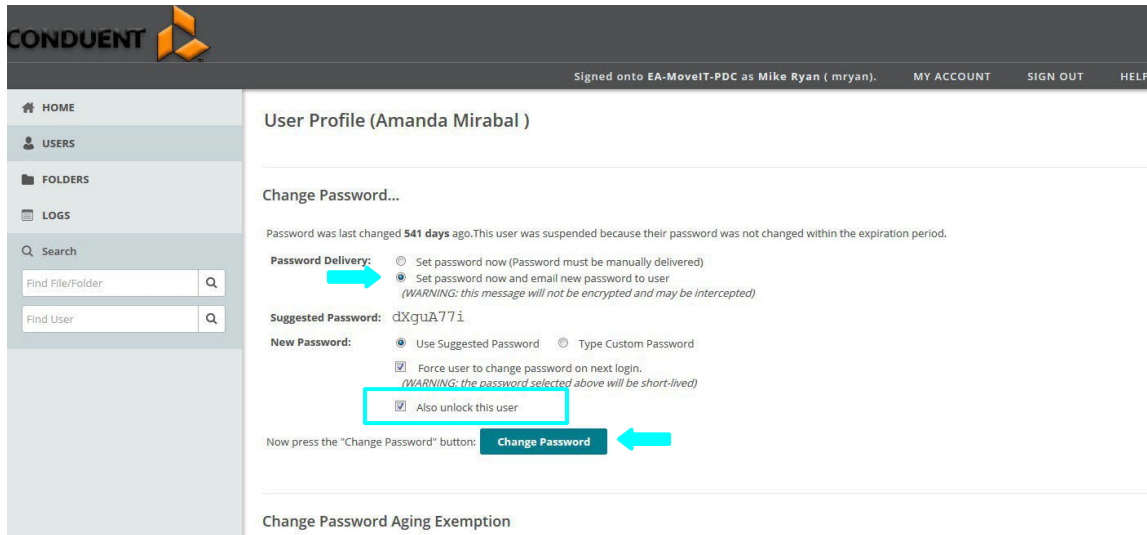 CONDUENT
Signed onto EA-MoveIT-PDC as Mike Ryan ( mryan). MY ACCOUNT SIGN OUT HELP
HOME
USERS
FOLDERS
LOGS
Search
Find File/Folder
Find User
User Profile (Amanda Mirabal )
Change Password...
Password was last changed 541 days ago.This user was suspended because their password was not changed within the expiration period.
Password Delivery: Set password now (Password must be manually delivered)
Set password now and email new password to user
(WARNING: this message will not be encrypted and may be intercepted)
Suggested Password: dXguA77i
New Password: Use Suggested Password Type Custom Password
Force user to change password on next login.
(WARNING: the password selected above will be short-lived)
Also unlock this user
Now press the "Change Password" button: Change Password
Change Password Aging Exemption